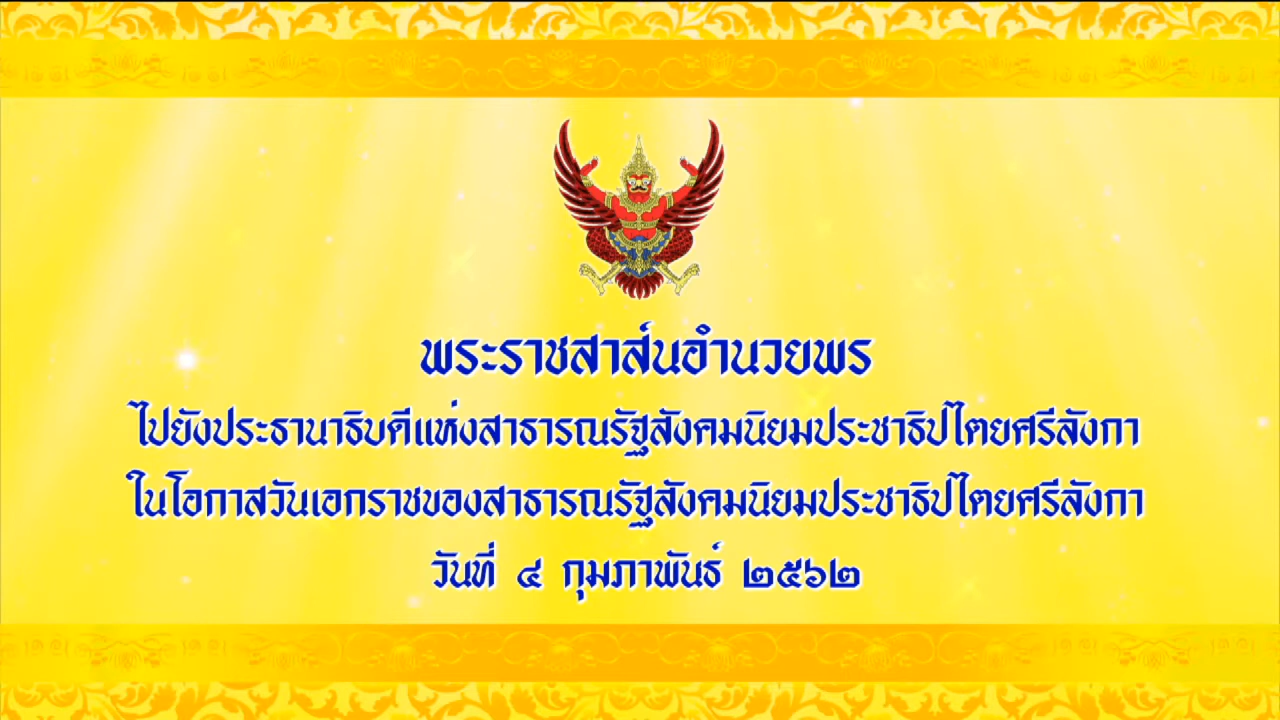 พระราชสาส์นอำนวยพร
ไปยังประธานาธิบดีแห่งสาธารณรัฐสังคมนิยมประชาธิปไตยศรีลังกา
ในโอกาสวันเอกราชของสาธารณรัฐสังคมนิยมประชาธิปไตยศรีลังกา
วันที่ ๔ กุมภาพันธ์ ๒๕๖๒